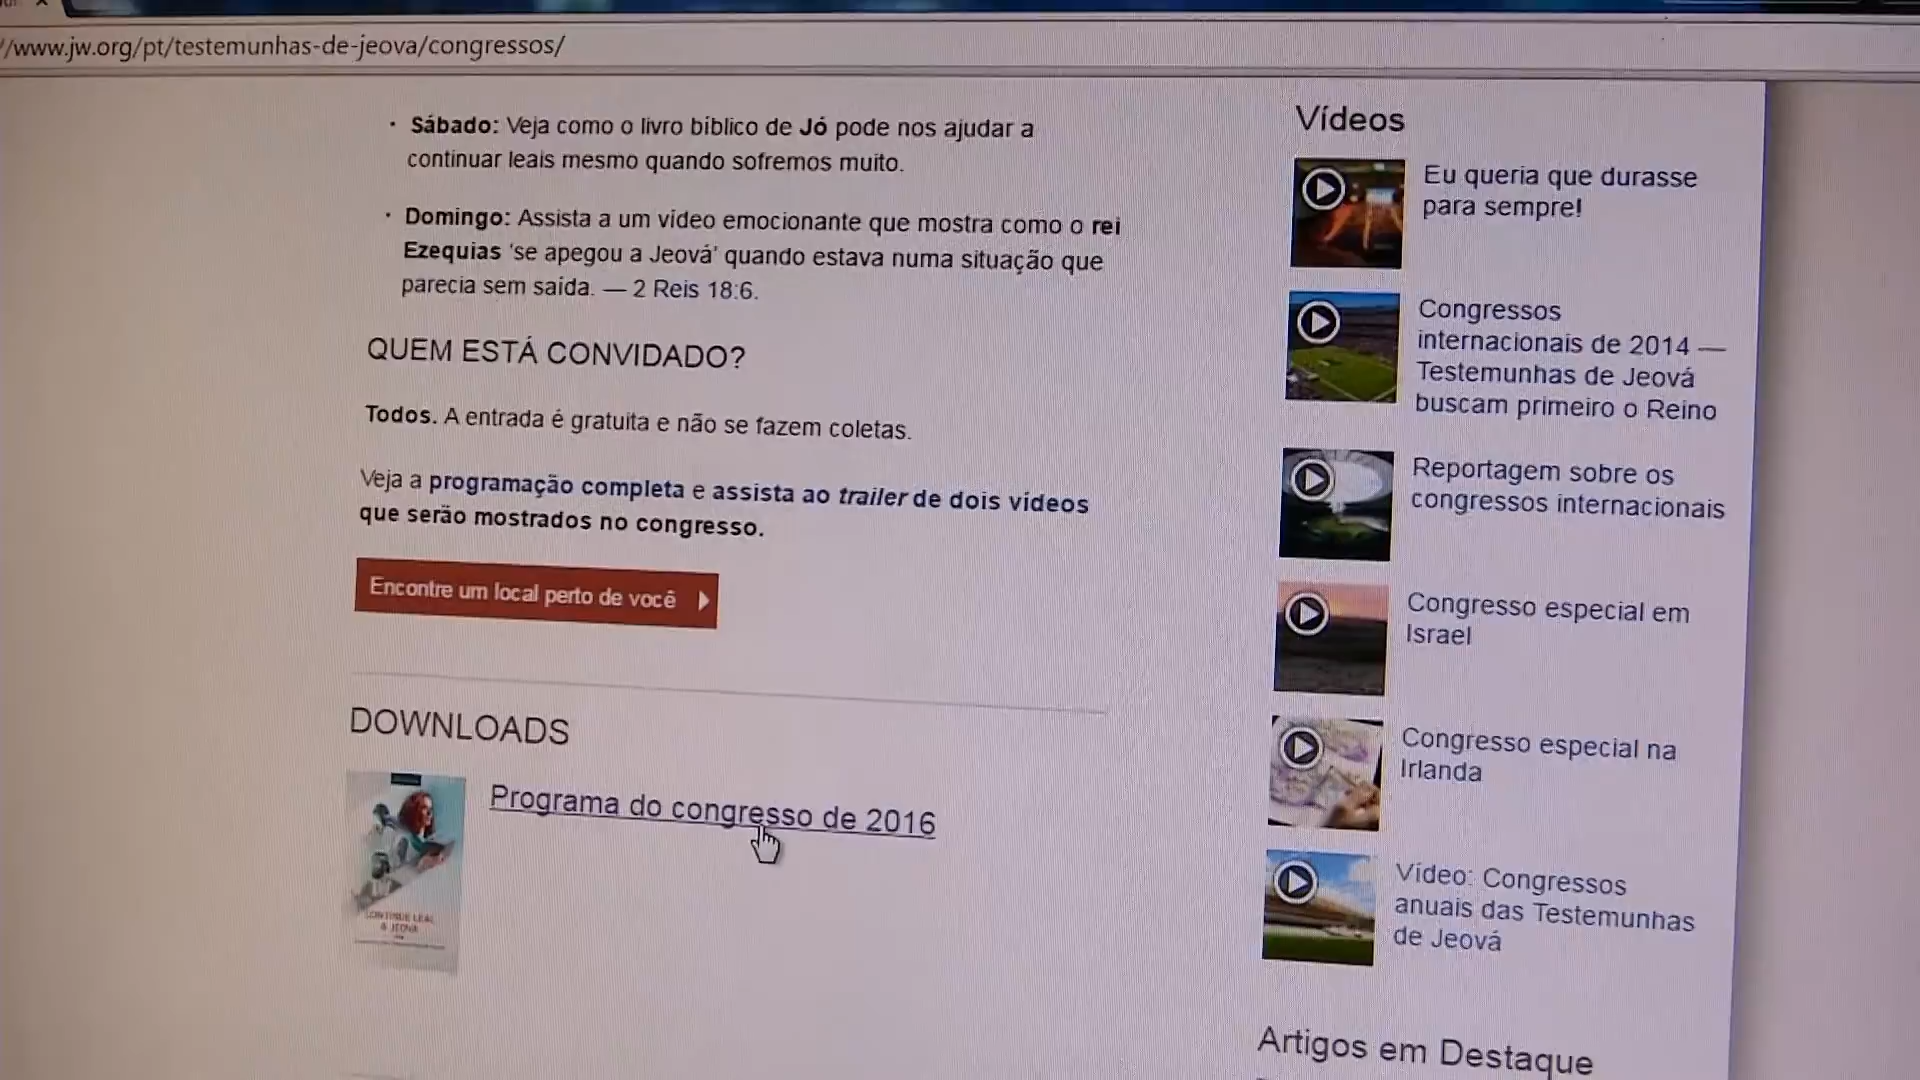 //www.jw.org/pt/testemunhas-de-jeova/congressos/
· Sábado: Veja como o livro bíblico de Jó pode nos ajudar a
continuar leais mesmo quando sofremos muito.
· Domingo: Assista a um vídeo emocionante que mostra como o rei
Ezequias ‘se apegou a Jeová’ quando estava numa situação que
parecia sem saída. — 2 Reis 18:6.
QUEM ESTÁ CONVIDADO?
Todos. A entrada é gratuita e não se fazem coletas.
Veja a programação completa e assista ao trailer de dois vídeos
que serão mostrados no congresso.
Encontre um local perto de você
DOWNLOADS
CONTINUE LEAL
A JEOVÁ
Programa do congresso de 2016
Vídeos
Eu queria que durasse
para sempre!
Congressos
internacionais de 2014 —
Testemunhas de Jeová
buscam primeiro o Reino
Reportagem sobre os
congressos internacionais
Congresso especial em
Israel
Congresso especial na
Irlanda
Vídeo: Congressos
anuais das Testemunhas
de Jeová
Artigos em Destaque